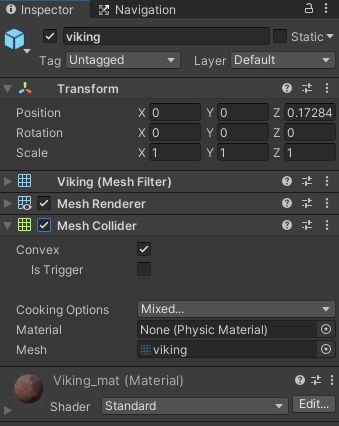 Inspector Navigation
viking Static
Tag Untagged Layer Default
Transform
Position X 0 Y 0 Z 0.17284
Rotation X 0 Y 0 Z 0
Scale X 1 Y 1 Z 1
Viking (Mesh Filter)
Mesh Renderer
Mesh Collider
Convex
Is Trigger
Cooking Options Mixed...
Material None (Physic Material)
Mesh viking
Viking_mat (Material)
Shader Standard Edit...